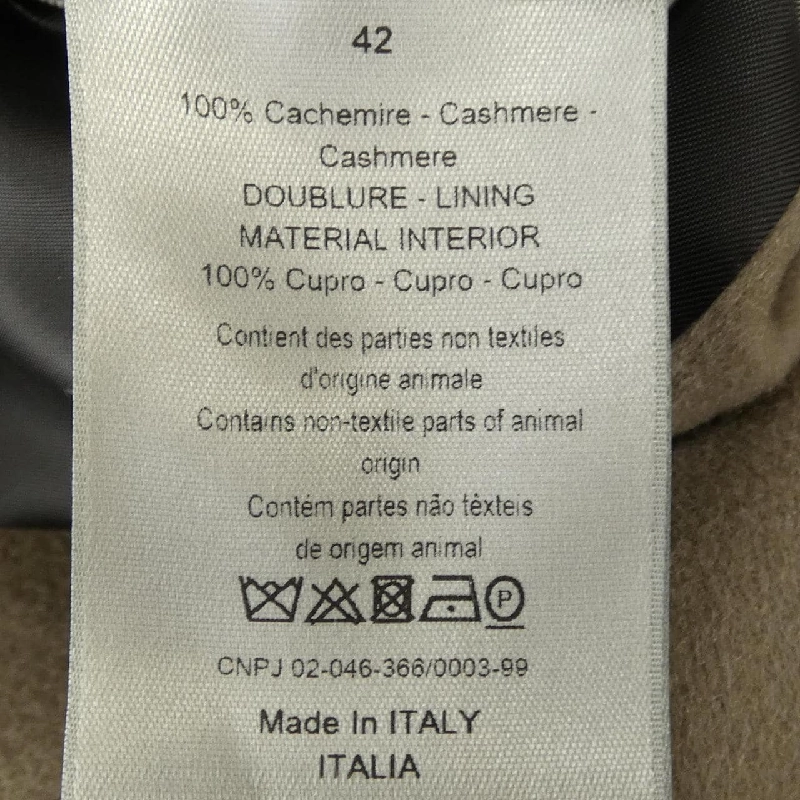 42
100% Cachemire - Cashmere -
Cashmere
DOUBLURE - LINING
MATERIAL INTERIOR
100% Cupro - Cupro - Cupro
Contient des parties non textiles
d'origine animale
Contains non-textile parts of animal
origin
Contém partes não têxteis
de origem animal
P
CNPJ 02-046-366/0003-99
Made In ITALY
ITALIA